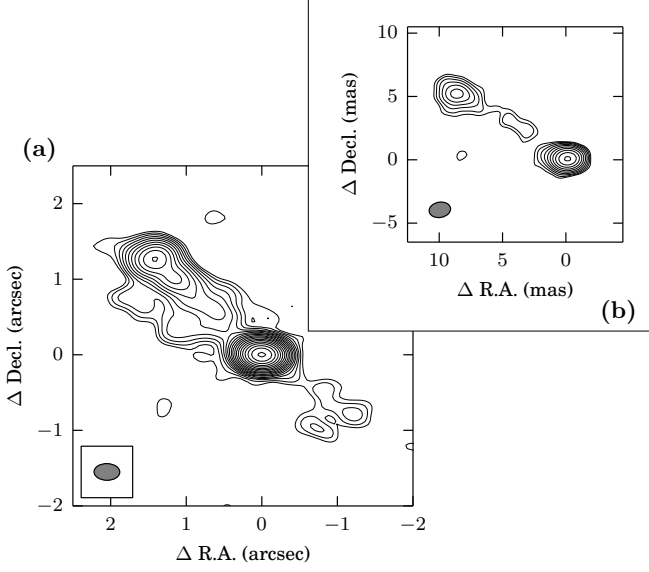 (a)
2
1
0
−1
−2
2
1
0
−1
−2
Δ R.A. (arcsec)
Δ Decl. (arcsec)
10
5
0
−5
10
5
0
Δ R.A. (mas)
Δ Decl. (mas)
(b)